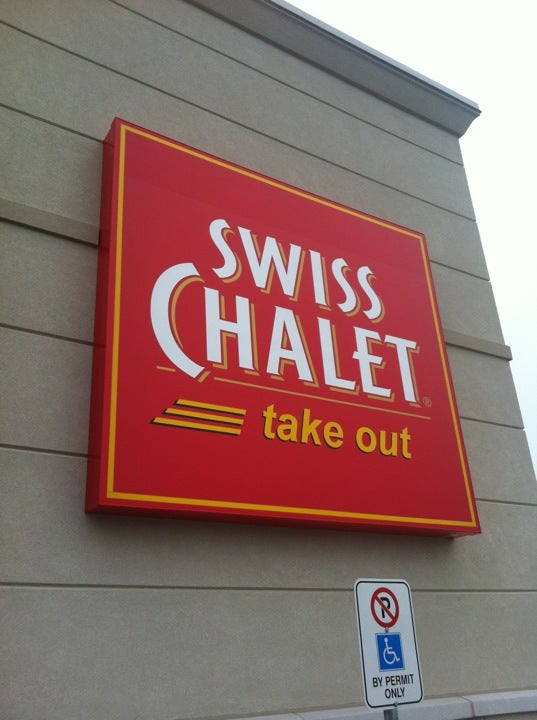 SWISS
CHALET®
take out
P
BY PERMIT
ONLY